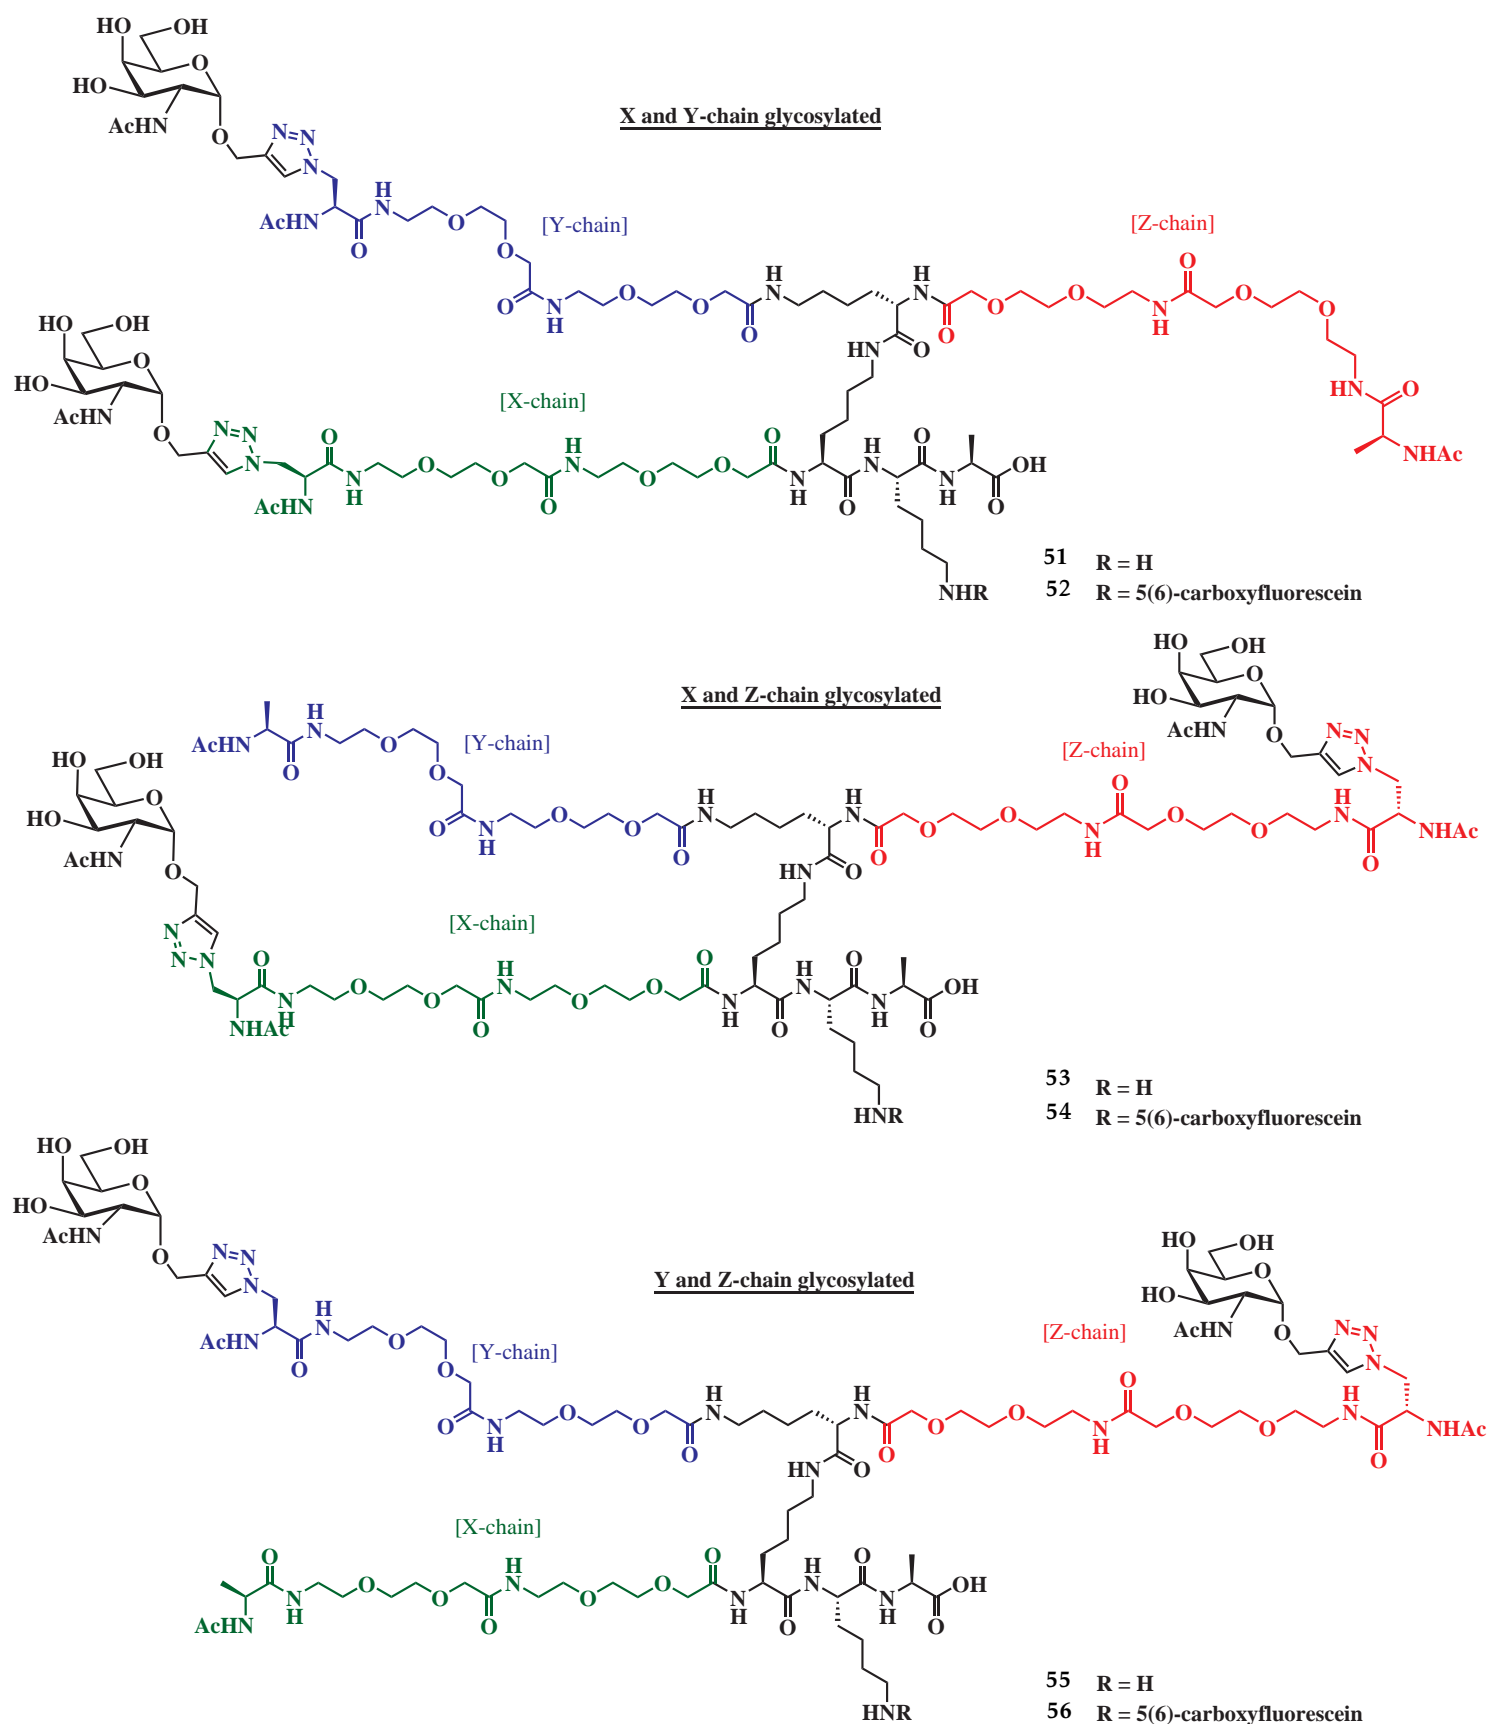 HO OH
O
HO
AcHN
O
X and Y-chain glycosylated
N=N
N
AcHN
O
H
N
O
O
[Y-chain]
O
N
H
O
O
O
H
N
H
N
O
O
[Z-chain]
O
O
N
H
O
O
O
HN
O
NHAc
HO OH
O
HO
AcHN
O
N=N
N
[X-chain]
AcHN
O
N
H
O
O
O
H
N
O
O
O
N
H
HN
O
O
H
N
O
N
H
OH
O
NHR
51 R = H
52 R = 5(6)-carboxyfluorescein
X and Z-chain glycosylated
HO OH
O
HO
AcHN
O
N=N
N
[Z-chain]
AcHN
O
H
N
O
O
[Y-chain]
O
N
H
O
O
O
H
N
H
N
O
O
O
N
H
O
O
O
H
N
O
NHAc
HO OH
O
HO
AcHN
O
N
N
N
[X-chain]
NHAc
O
N
H
O
O
O
H
N
O
O
O
N
H
HN
O
O
H
N
O
N
H
OH
O
HNR
53 R = H
54 R = 5(6)-carboxyfluorescein
Y and Z-chain glycosylated
HO OH
O
HO
AcHN
O
N=N
N
AcHN
O
H
N
O
O
[Y-chain]
O
N
H
O
O
O
H
N
H
N
O
HO OH
O
HO
AcHN
O
N=N
N
[Z-chain]
O
O
N
H
O
O
O
H
N
O
NHAc
[X-chain]
AcHN
O
N
H
O
O
O
H
N
O
O
O
N
H
HN
O
O
H
N
O
N
H
OH
O
HNR
55 R = H
56 R = 5(6)-carboxyfluorescein